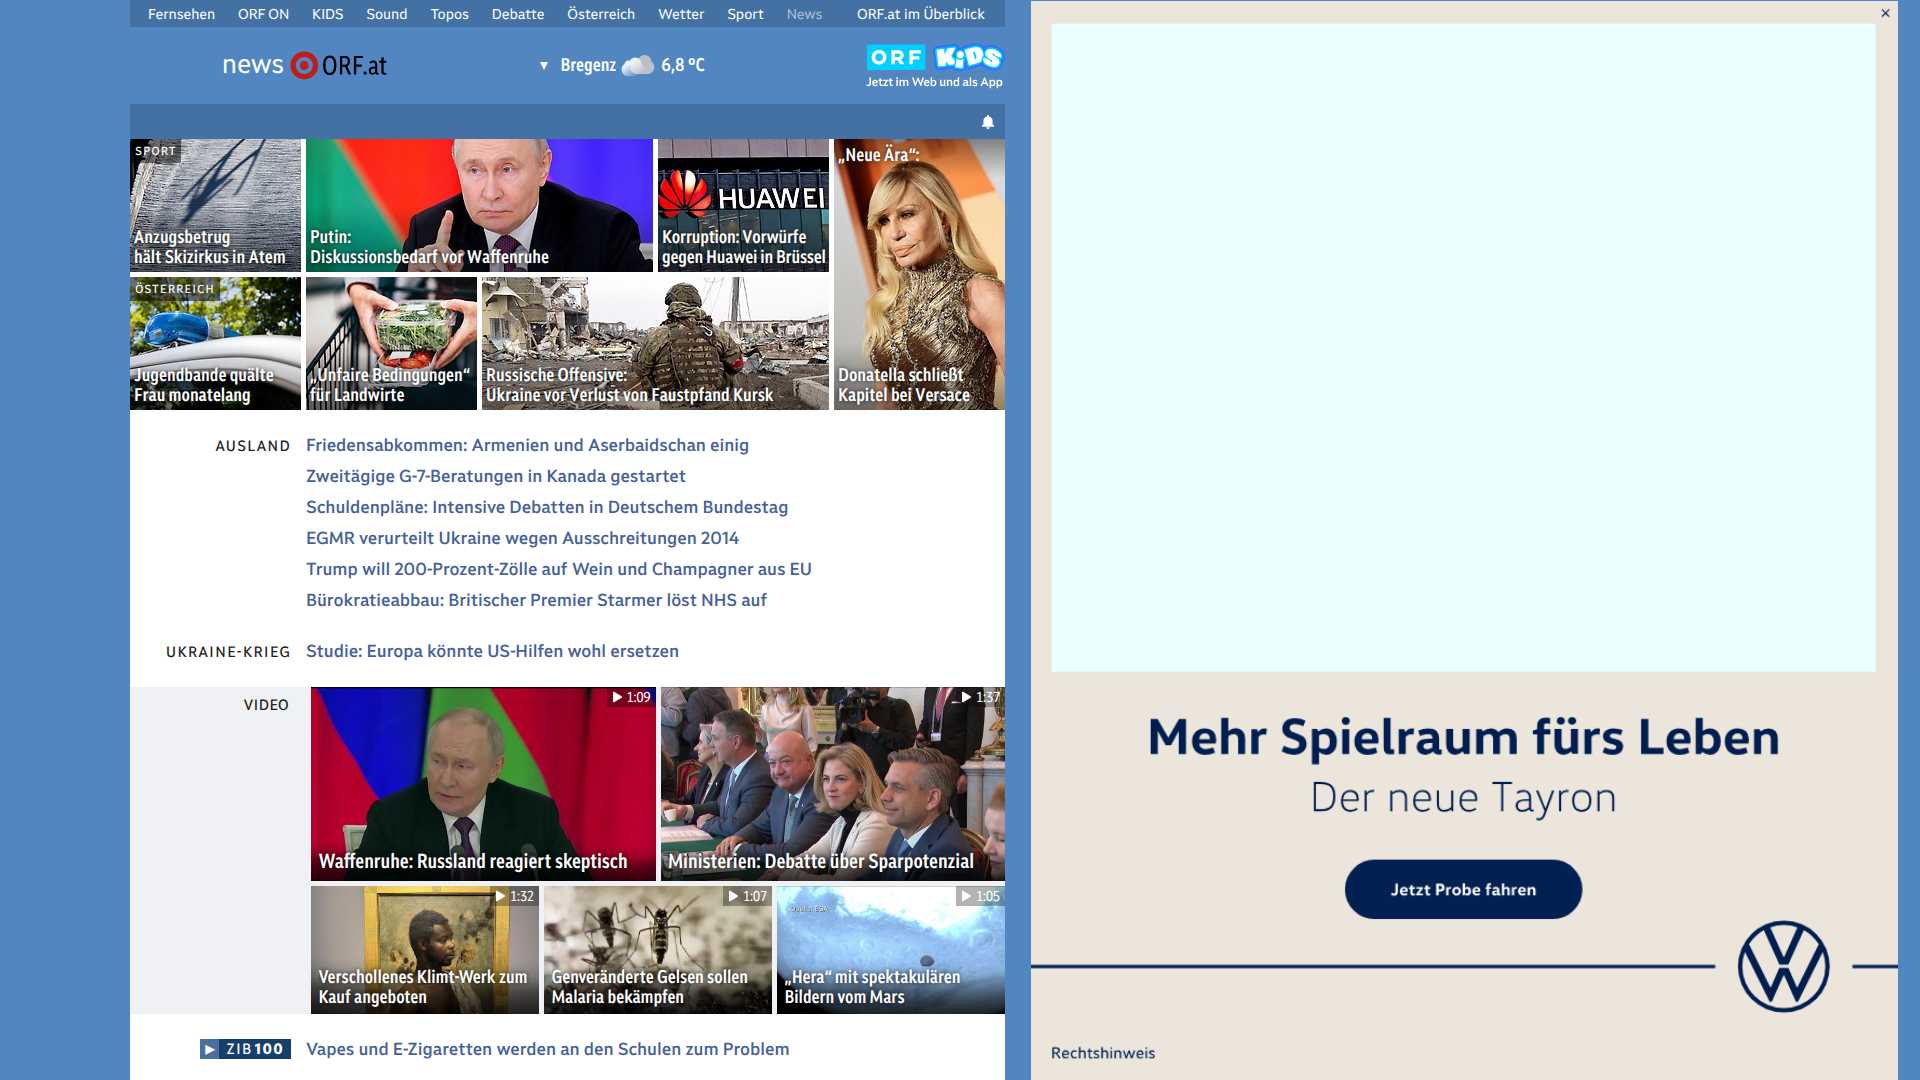 Fernsehen ORF ON KIDS Sound Topos Debatte Österreich Wetter Sport News ORF.at im Überblick
news ORF.at
▼ Bregenz 6,8 ºC
ORF KiDS
Jetzt im Web und als App
SPORT
Anzugsbetrug
hält Skizirkus in Atem
Putin:
Diskussionsbedarf vor Waffenruhe
HUAWEI
Korruption: Vorwürfe
gegen Huawei in Brüssel
„Neue Ära“:
Donatella schließt
Kapitel bei Versace
ÖSTERREICH
Jugendbande quälte
Frau monatelang
„Unfaire Bedingungen“
für Landwirte
Russische Offensive:
Ukraine vor Verlust von Faustpfand Kursk
AUSLAND
Friedensabkommen: Armenien und Aserbaidschan einig
Zweitägige G-7-Beratungen in Kanada gestartet
Schuldenpläne: Intensive Debatten in Deutschem Bundestag
EGMR verurteilt Ukraine wegen Ausschreitungen 2014
Trump will 200-Prozent-Zölle auf Wein und Champagner aus EU
Bürokratieabbau: Britischer Premier Starmer löst NHS auf
UKRAINE-KRIEG
Studie: Europa könnte US-Hilfen wohl ersetzen
VIDEO
1:09
Waffenruhe: Russland reagiert skeptisch
1:37
Ministerien: Debatte über Sparpotenzial
1:32
Verschollenes Klimt-Werk zum
Kauf angeboten
1:07
Genveränderte Gelsen sollen
Malaria bekämpfen
1:05
„Hera“ mit spektakulären
Bildern vom Mars
ZIB100
Vapes und E-Zigaretten werden an den Schulen zum Problem
Mehr Spielraum fürs Leben
Der neue Tayron
Jetzt Probe fahren
Rechtshinweis